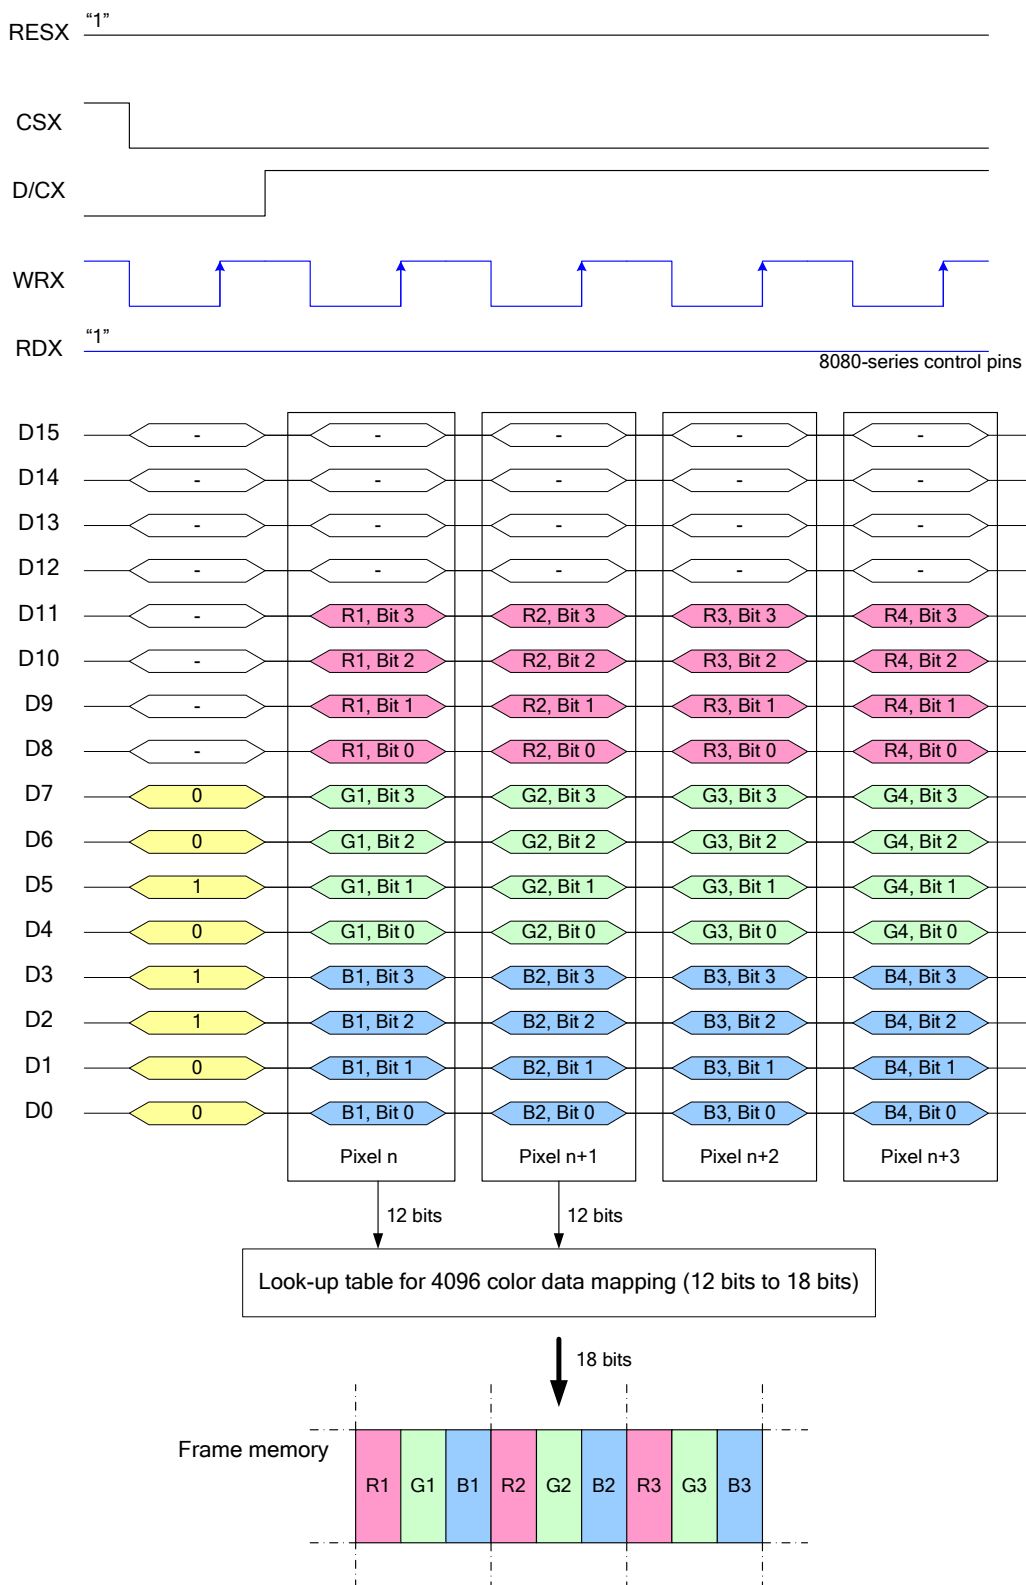 RESX “1”
CSX
D/CX
WRX
RDX “1”
8080-series control pins
D15 - - - - -
D14 - - - - -
D13 - - - - -
D12 - - - - -
D11 - R1, Bit 3 R2, Bit 3 R3, Bit 3 R4, Bit 3
D10 - R1, Bit 2 R2, Bit 2 R3, Bit 2 R4, Bit 2
D9 - R1, Bit 1 R2, Bit 1 R3, Bit 1 R4, Bit 1
D8 - R1, Bit 0 R2, Bit 0 R3, Bit 0 R4, Bit 0
D7 0 G1, Bit 3 G2, Bit 3 G3, Bit 3 G4, Bit 3
D6 0 G1, Bit 2 G2, Bit 2 G3, Bit 2 G4, Bit 2
D5 1 G1, Bit 1 G2, Bit 1 G3, Bit 1 G4, Bit 1
D4 0 G1, Bit 0 G2, Bit 0 G3, Bit 0 G4, Bit 0
D3 1 B1, Bit 3 B2, Bit 3 B3, Bit 3 B4, Bit 3
D2 1 B1, Bit 2 B2, Bit 2 B3, Bit 2 B4, Bit 2
D1 0 B1, Bit 1 B2, Bit 1 B3, Bit 1 B4, Bit 1
D0 0 B1, Bit 0 B2, Bit 0 B3, Bit 0 B4, Bit 0
Pixel n Pixel n+1 Pixel n+2 Pixel n+3
12 bits 12 bits
Look-up table for 4096 color data mapping (12 bits to 18 bits)
18 bits
Frame memory
R1 G1 B1 R2 G2 B2 R3 G3 B3